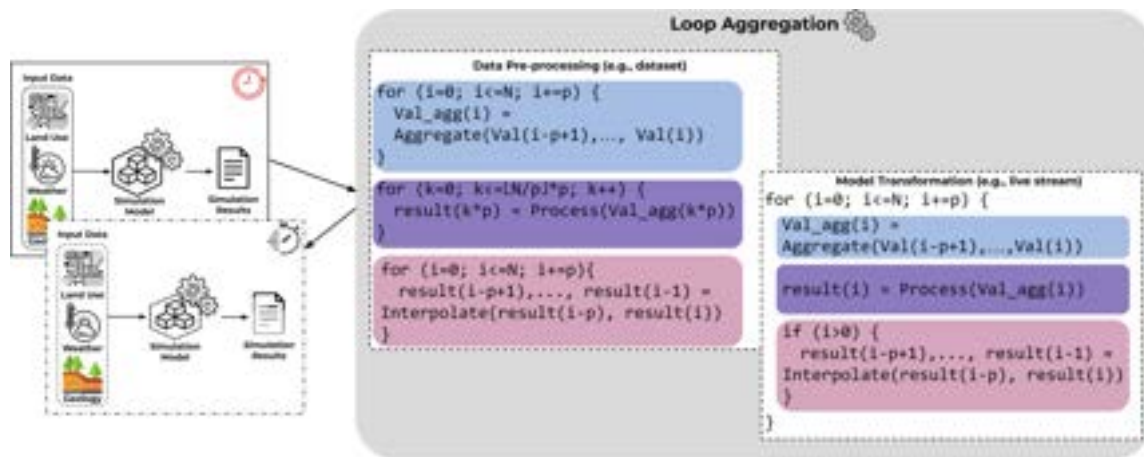 Loop Aggregation
Input Data
Land Use
Weather
Simulation
Model
Simulation
Results
Input Data
Land Use
Weather
Geology
Simulation
Model
Simulation
Results
Data Pre-processing (e.g., dataset)
for (i=0; i<=N; i+=p) {
Val_agg(i) =
Aggregate(Val(i-p+1),…, Val(i))
}
for (k=0; k<=⌊N/p⌋*p; k++) {
result(k*p) = Process(Val_agg(k*p))
}
for (i=0; i<=N; i+=p){
result(i-p+1),..., result(i-1) =
Interpolate(result(i-p), result(i))
}
Model Transformation (e.g., live stream)
for (i=0; i<=N; i+=p) {
Val_agg(i) =
Aggregate(Val(i-p+1),…,Val(i))
result(i) = Process(Val_agg(i))
if (i>0) {
result(i-p+1),..., result(i-1) =
Interpolate(result(i-p), result(i))
}
}